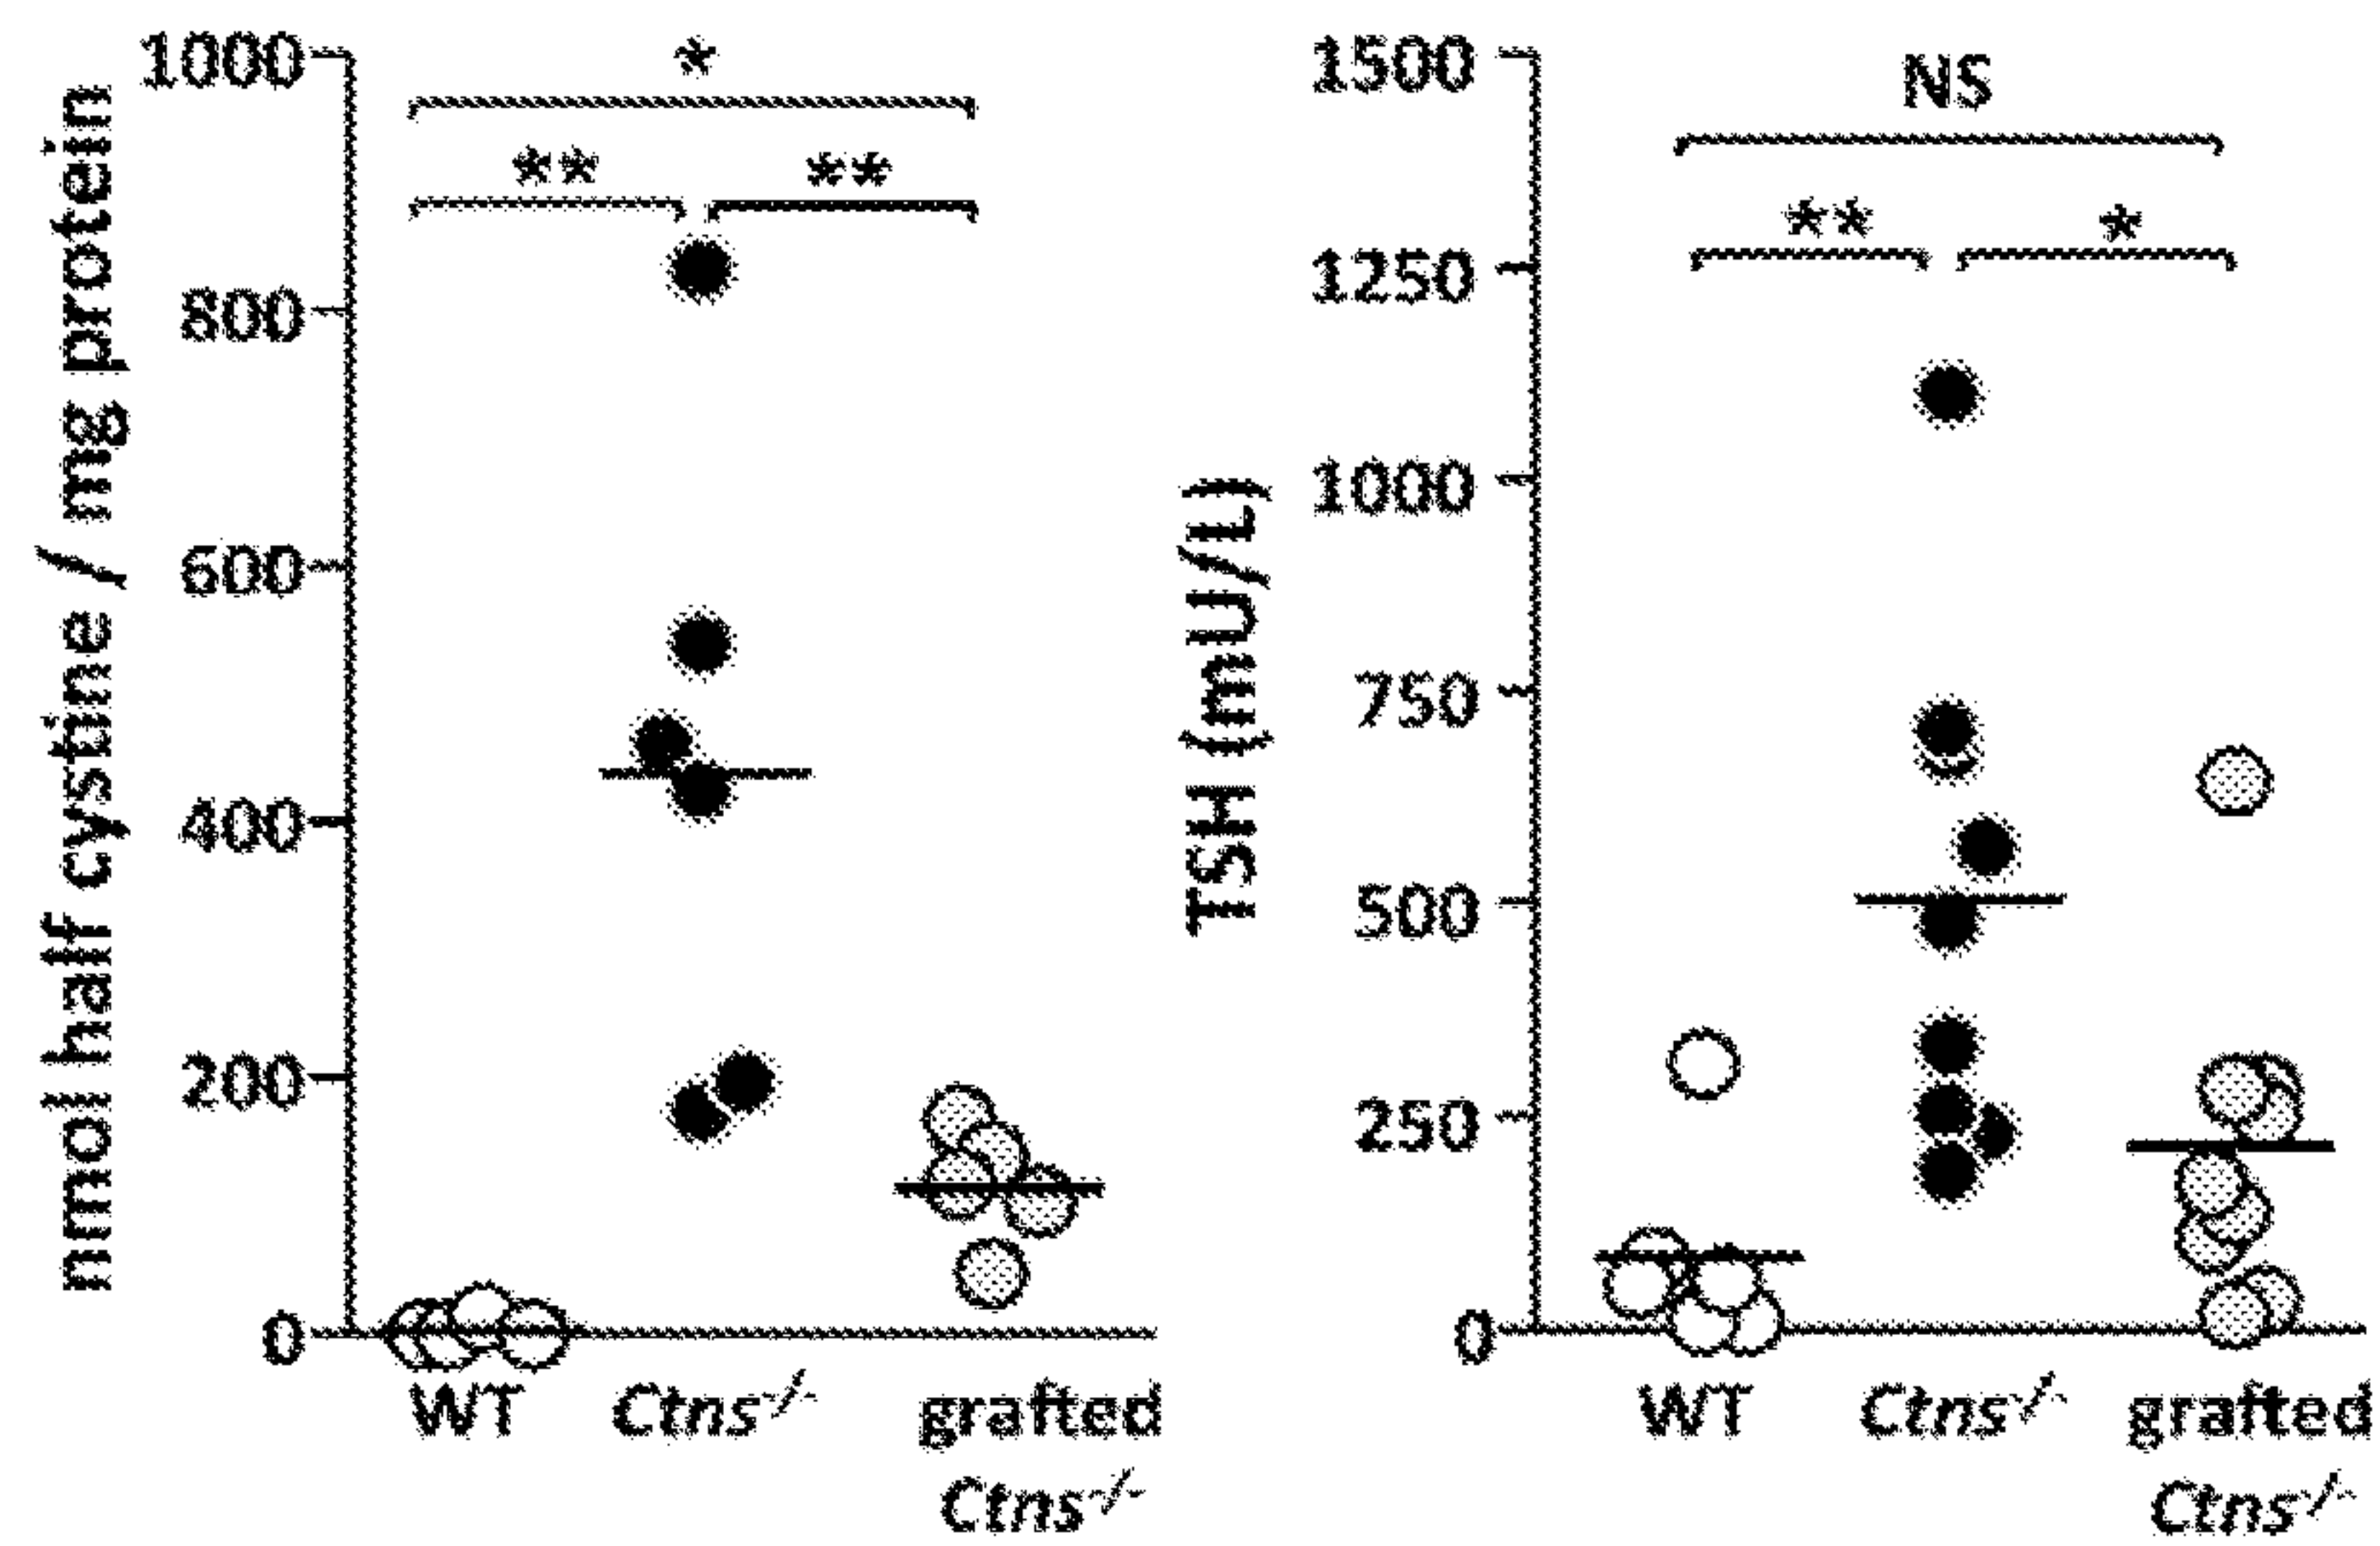 nmol half cystine / mg protein
1000
800
600
400
200
0
*
** **
WT Ctns-/- grafted
Ctns-/-
TSH (mU/L)
1500
1250
1000
750
500
250
0
NS
** *
WT Ctns-/- grafted
Ctns-/-